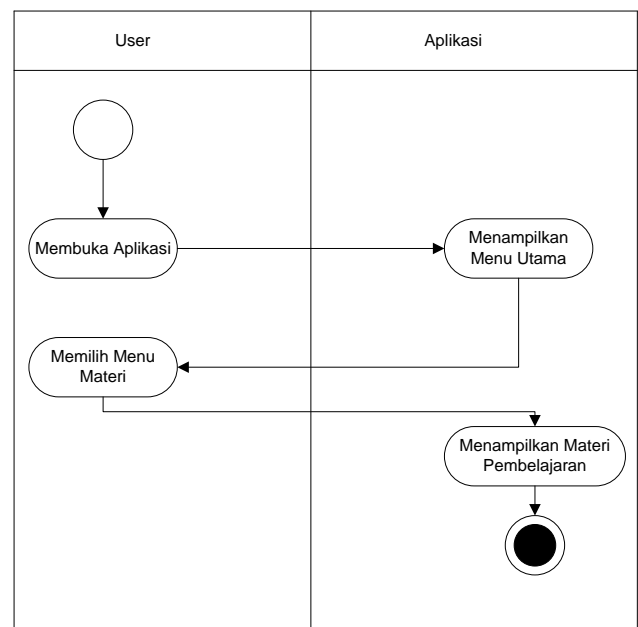 User
Aplikasi
Membuka Aplikasi
Menampilkan
Menu Utama
Memilih Menu
Materi
Menampilkan Materi
Pembelajaran